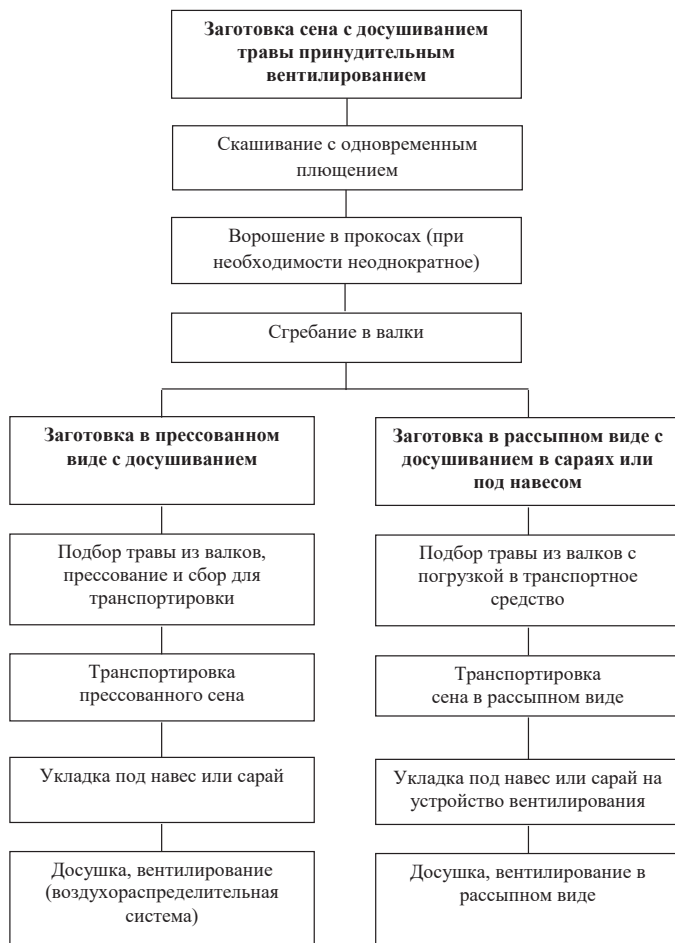 Заготовка сена с досушиванием
травы принудительным
вентилированием
Скашивание с одновременным
плющением
Ворошение в прокосах (при
необходимости неоднократное)
Сгребание в валки
Заготовка в прессованном
виде с досушиванием
Подбор травы из валков,
прессование и сбор для
транспортировки
Транспортировка
прессованного сена
Укладка под навес или сарай
Досушка, вентилирование
(воздухораспределительная
система)
Заготовка в рассыпном виде с
досушиванием в сараях или
под навесом
Подбор травы из валков с
погрузкой в транспортное
средство
Транспортировка
сена в рассыпном виде
Укладка под навес или сарай на
устройство вентилирования
Досушка, вентилирование в
рассыпном виде